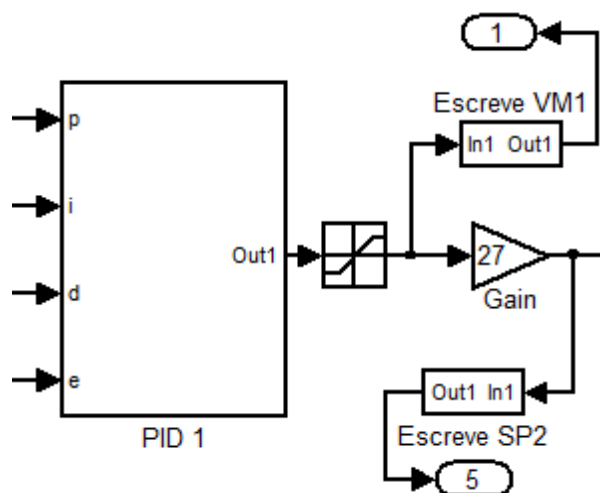 1
Escreve VM1
In1 Out1
p
i
d
e
Out1
PID 1
27
Gain
Out1 In1
Escreve SP2
5